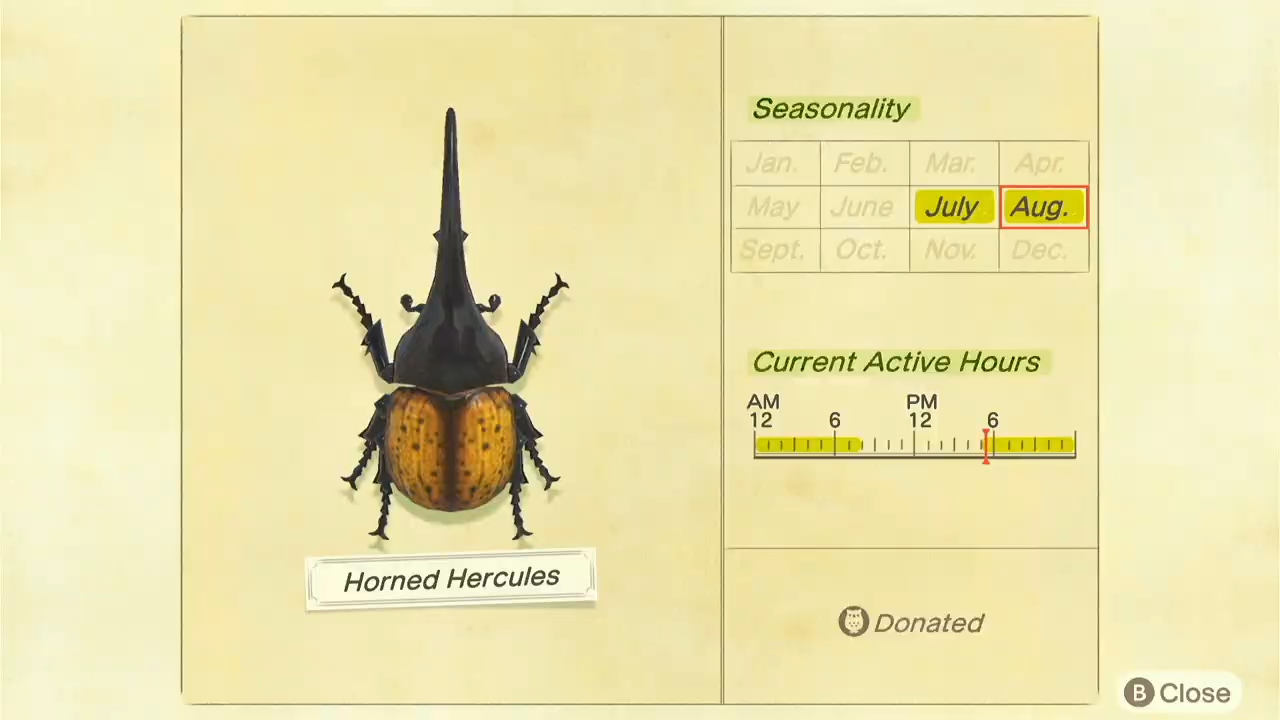 Seasonality
Jan. Feb. Mar. Apr.
May June July Aug.
Sept. Oct. Nov. Dec.
Current Active Hours
AM PM
12 6 12 6
Horned Hercules
Donated
B Close